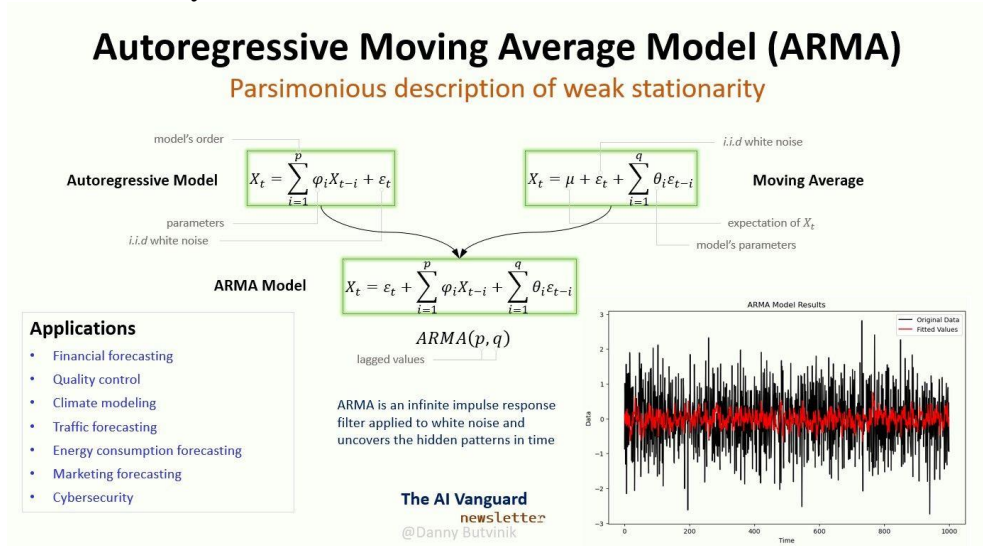 Autoregressive Moving Average Model (ARMA)
Parsimonious description of weak stationarity
model's order
Autoregressive Model
X_t = \sum_{i=1}^{p} φ_i X_{t-i} + ε_t
parameters
i.i.d white noise
i.i.d white noise
X_t = μ + ε_t + \sum_{i=1}^{q} θ_i ε_{t-i}
Moving Average
expectation of X_t
model's parameters
ARMA Model
X_t = ε_t + \sum_{i=1}^{p} φ_i X_{t-i} + \sum_{i=1}^{q} θ_i ε_{t-i}
ARMA(p, q)
lagged values
Applications
• Financial forecasting
• Quality control
• Climate modeling
• Traffic forecasting
• Energy consumption forecasting
• Marketing forecasting
• Cybersecurity
ARMA is an infinite impulse response
filter applied to white noise and
uncovers the hidden patterns in time
The AI Vanguard
newsletter
@Danny Butvinik
ARMA Model Results
Original Data
Fitted Values
Data
3
2
1
0
−1
−2
−3
0 200 400 600 800 1000
Time